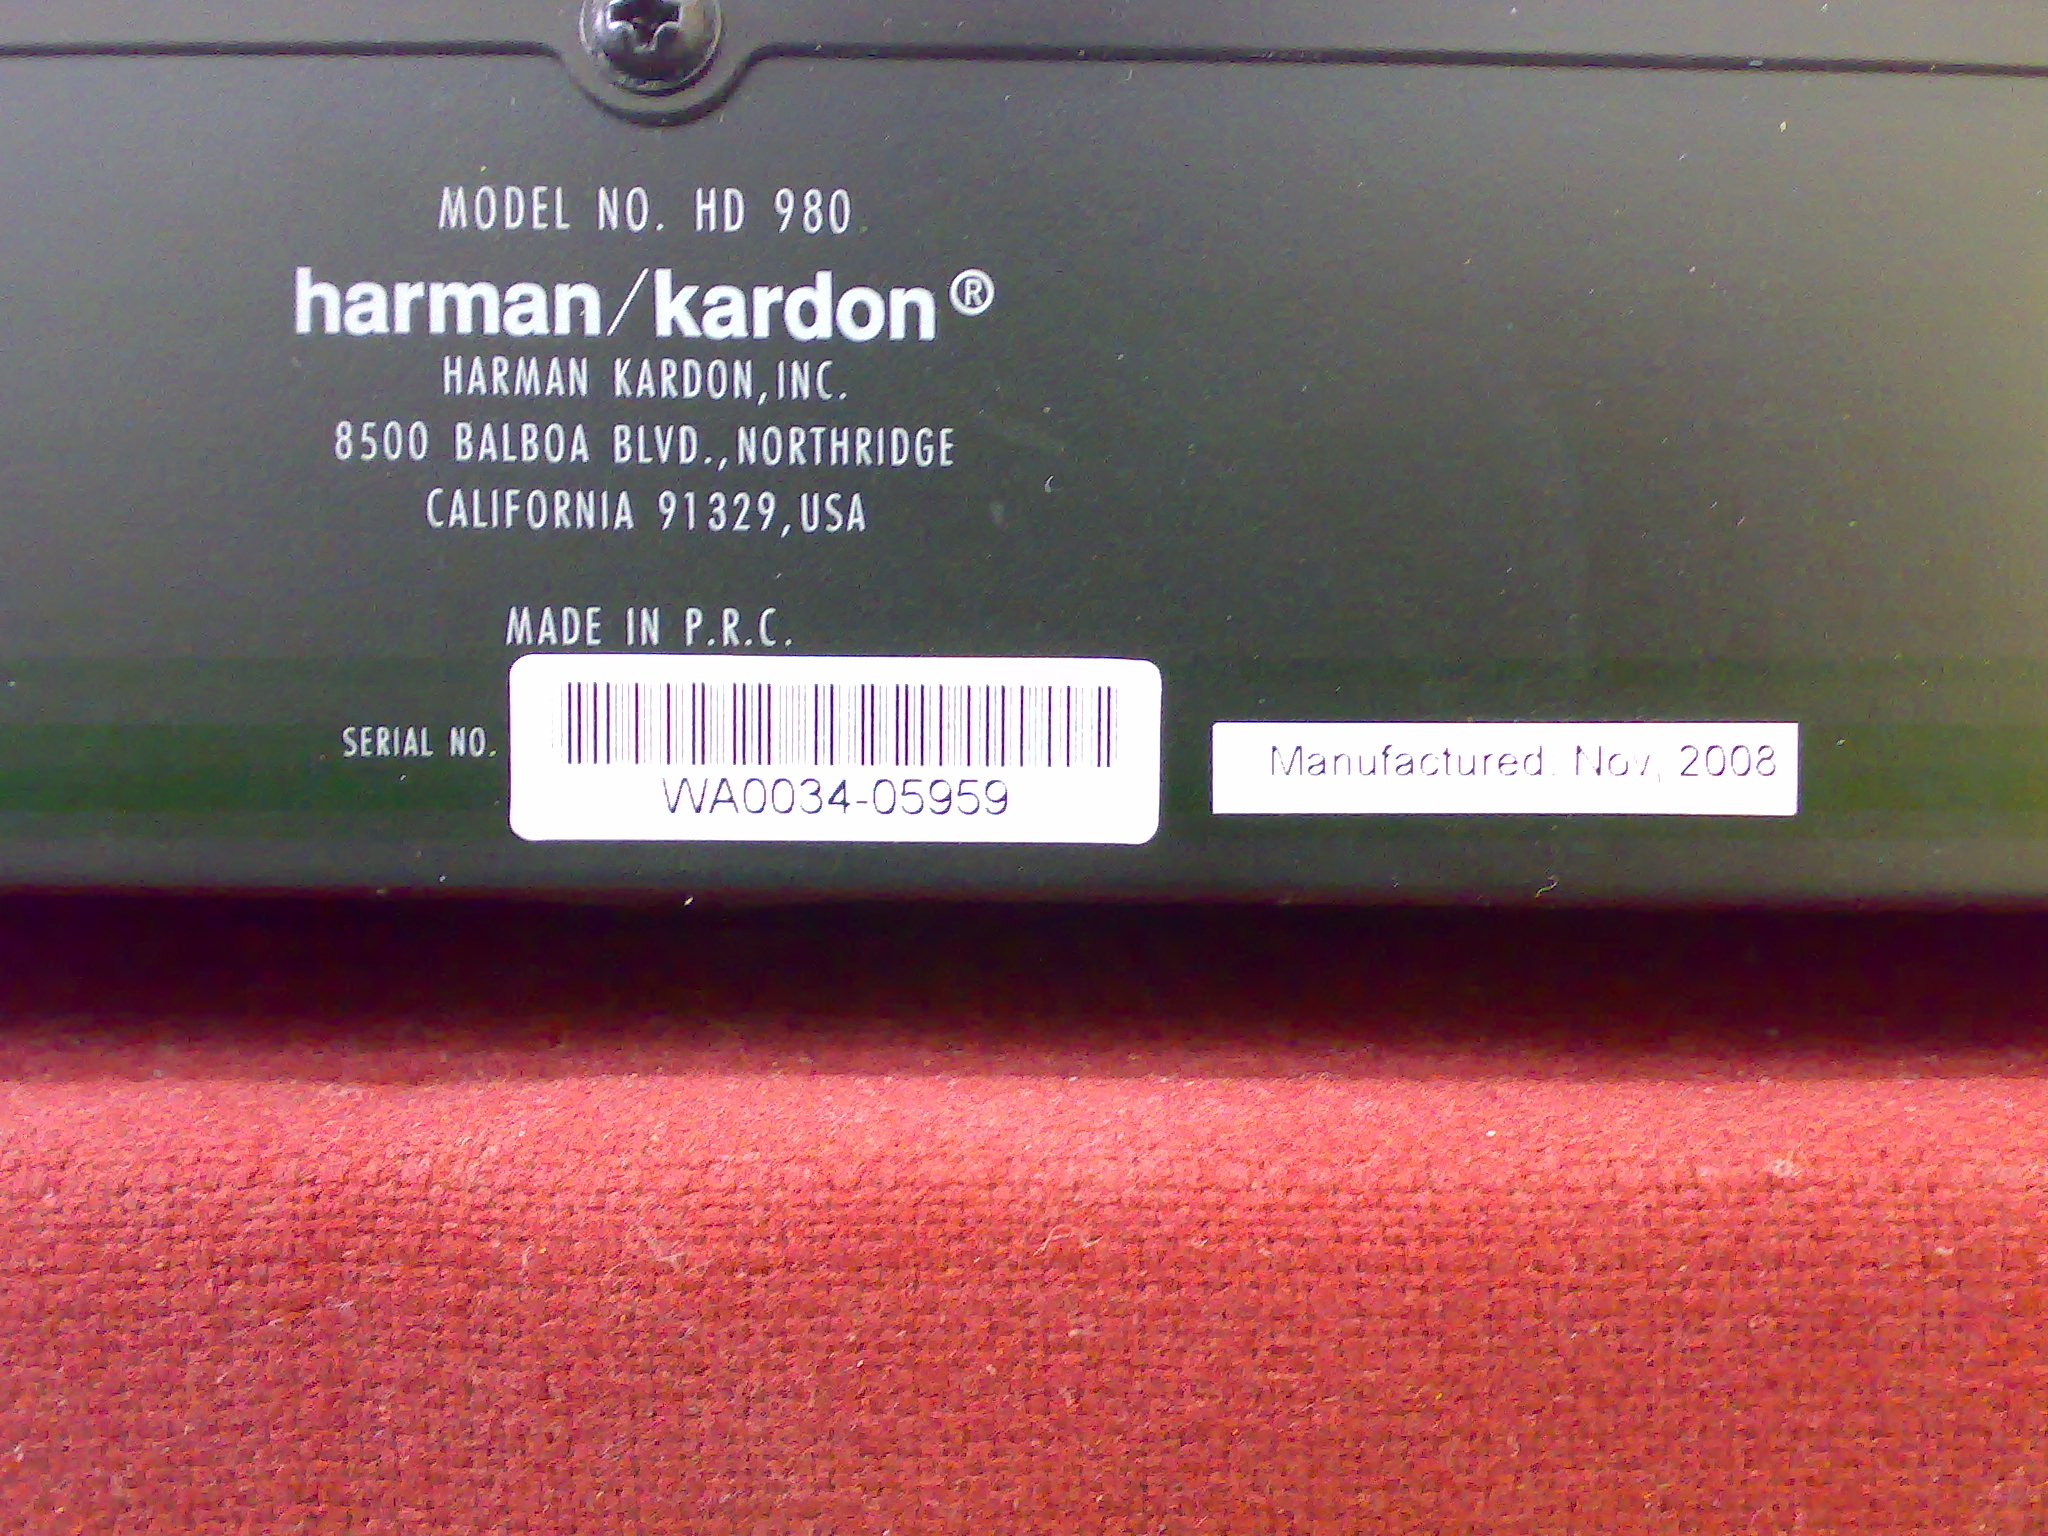 MODEL NO. HD 980
harman/kardon®
HARMAN KARDON,INC.
8500 BALBOA BLVD.,NORTHRIDGE
CALIFORNIA 91329,USA
MADE IN P.R.C.
SERIAL NO.
WA0034-05959
Manufactured. Nov, 2008